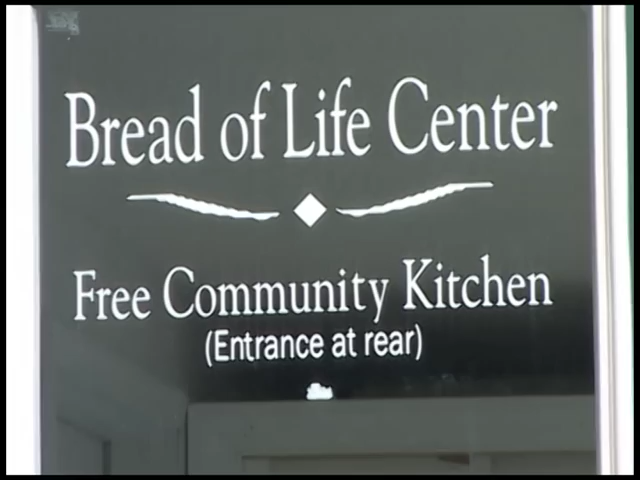 Bread of Life Center
Free Community Kitchen
(Entrance at rear)